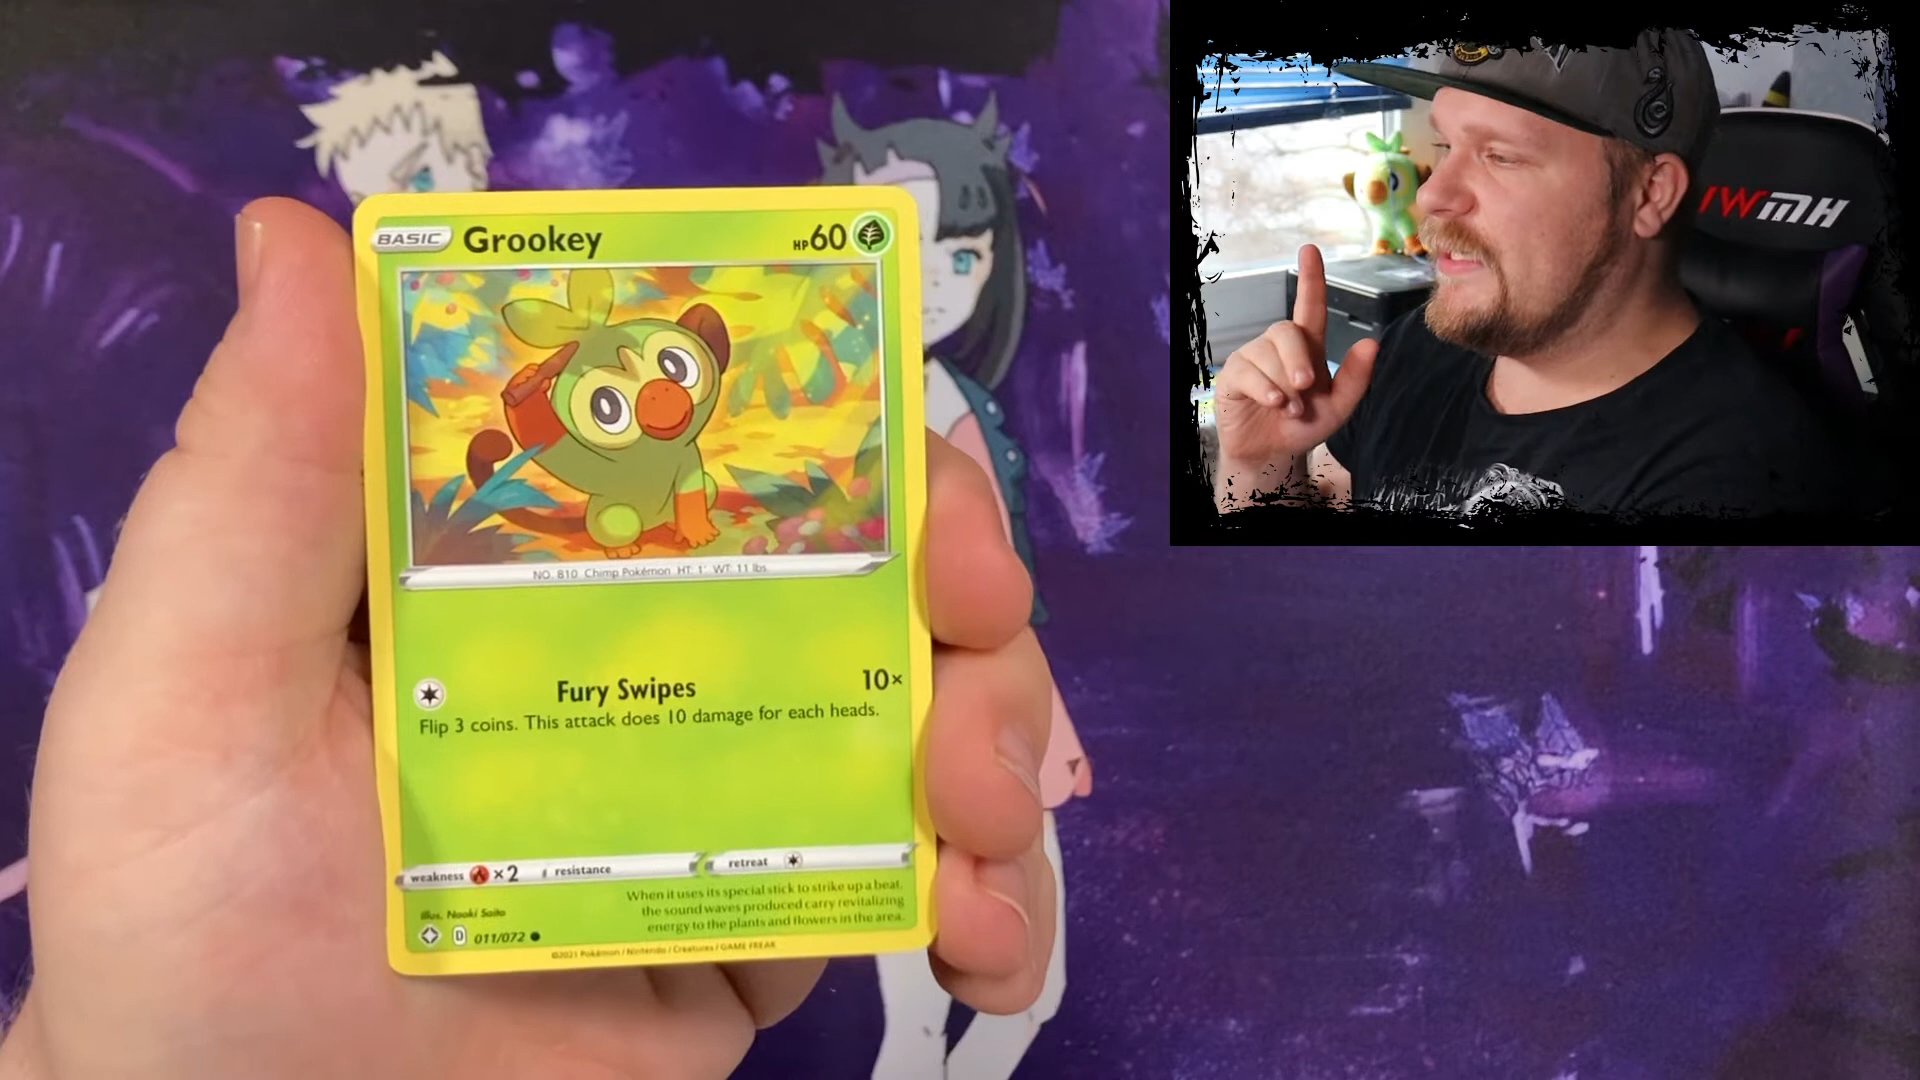 BASIC Grookey HP60
NO. 810 Chimp Pokémon HT: 1' WT: 11 lbs.
Fury Swipes 10×
Flip 3 coins. This attack does 10 damage for each heads.
weakness ×2 resistance retreat
When it uses its special stick to strike up a beat,
the sound waves produced carry revitalizing
energy to the plants and flowers in the area.
Illus. Naoki Saito
D 011/072
©2021 Pokémon / Nintendo / Creatures / GAME FREAK